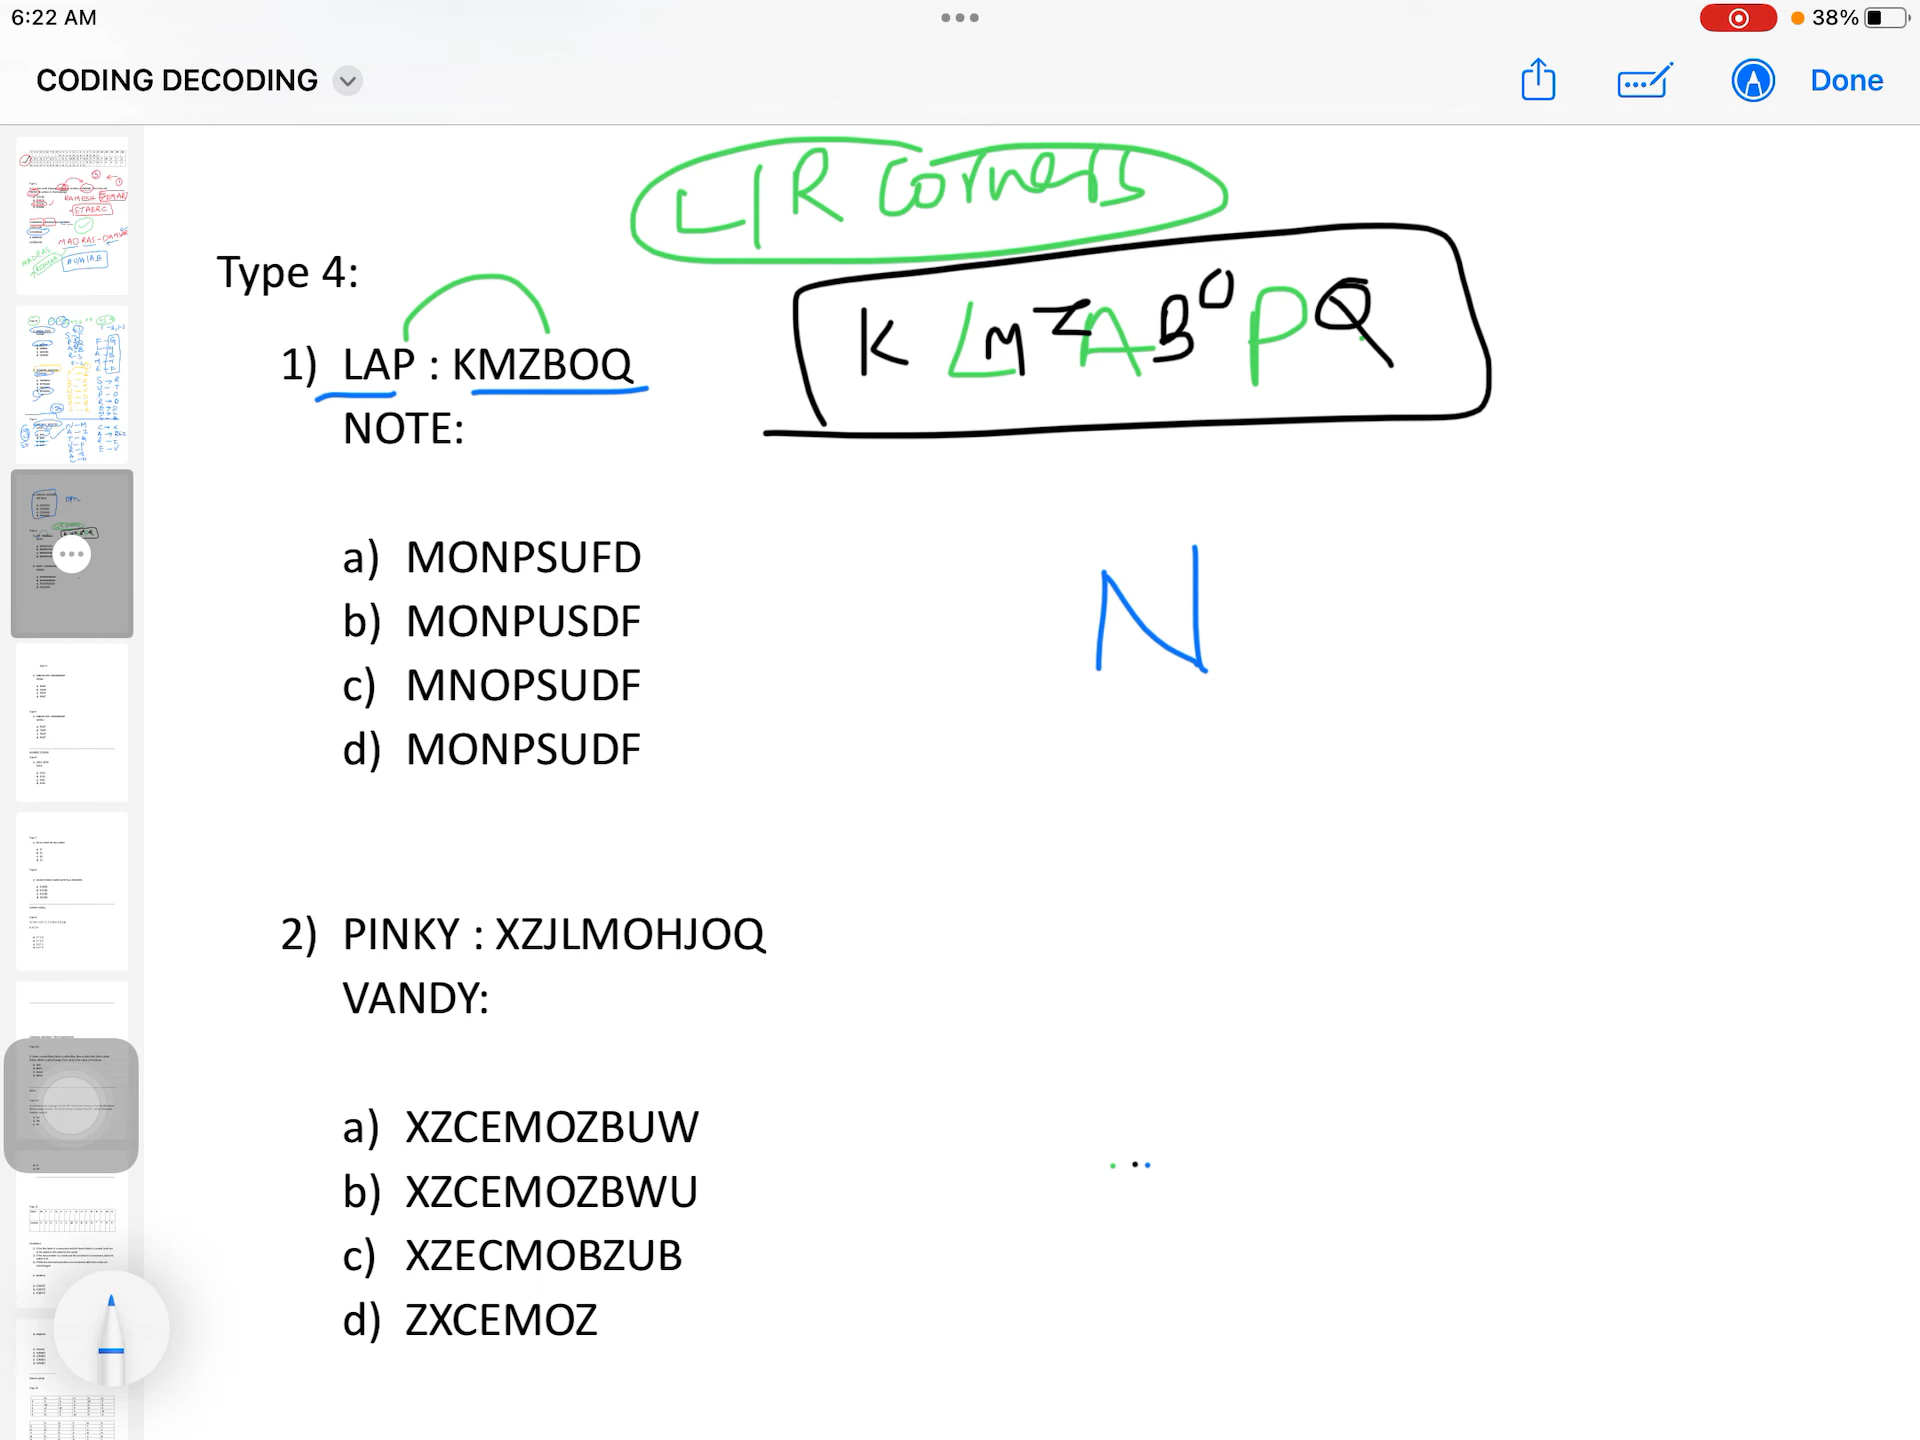 6:22 AM
38%
CODING DECODING
Done
L/R Corners
Type 4:
K L M Z A B O P Q
1) LAP : KMZBOQ
NOTE:
a) MONPSUFD
b) MONPUSDF
N
c) MNOPSUDF
d) MONPSUDF
2) PINKY : XZJLMOHJOQ
VANDY:
a) XZCEMOZBUW
b) XZCEMOZBWU
c) XZECMOBZUB
d) ZXCEMOZ